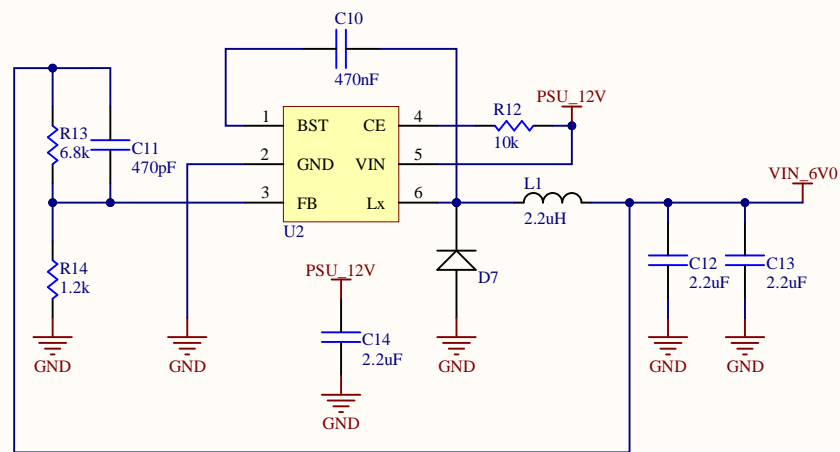 C10
470nF
R13
6.8k
C11
470pF
1
BST
CE
4
R12
10k
PSU_12V
2
GND
VIN
5
3
FB
Lx
6
U2
L1
2.2uH
VIN_6V0
R14
1.2k
D7
C12
2.2uF
C13
2.2uF
PSU_12V
C14
2.2uF
GND
GND
GND
GND
GND
GND